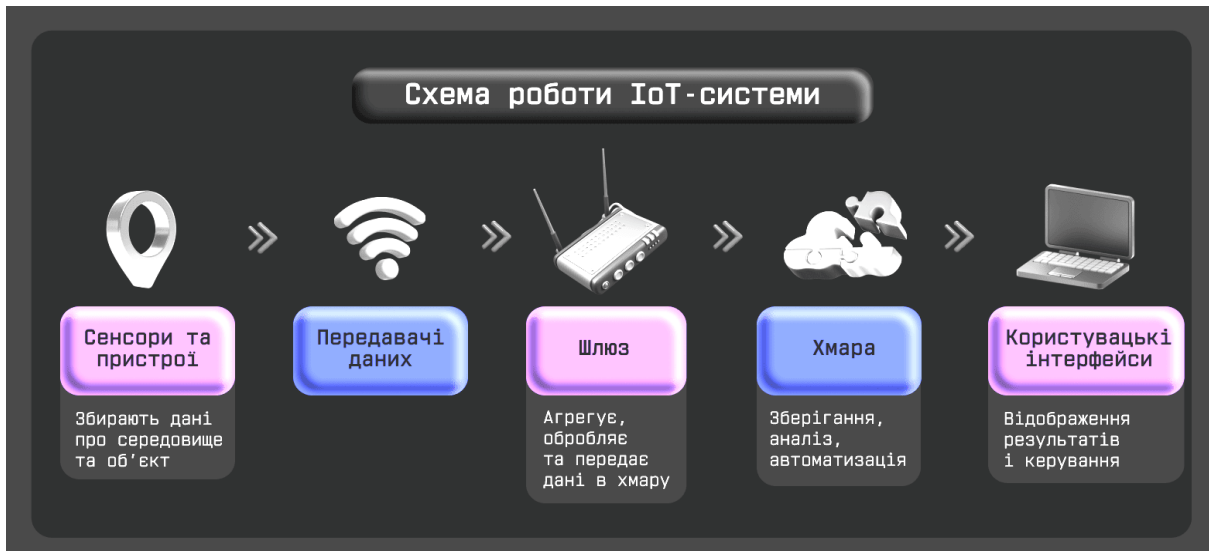 Схема роботи IoT-системи
Сенсори та
пристрої
Збирають дані
про середовище
та об'єкт
Передавачі
даних
Шлюз
Агрегує,
обробляє
та передає
дані в хмару
Хмара
Зберігання,
аналіз,
автоматизація
Користувацькі
інтерфейси
Відображення
результатів
і керування